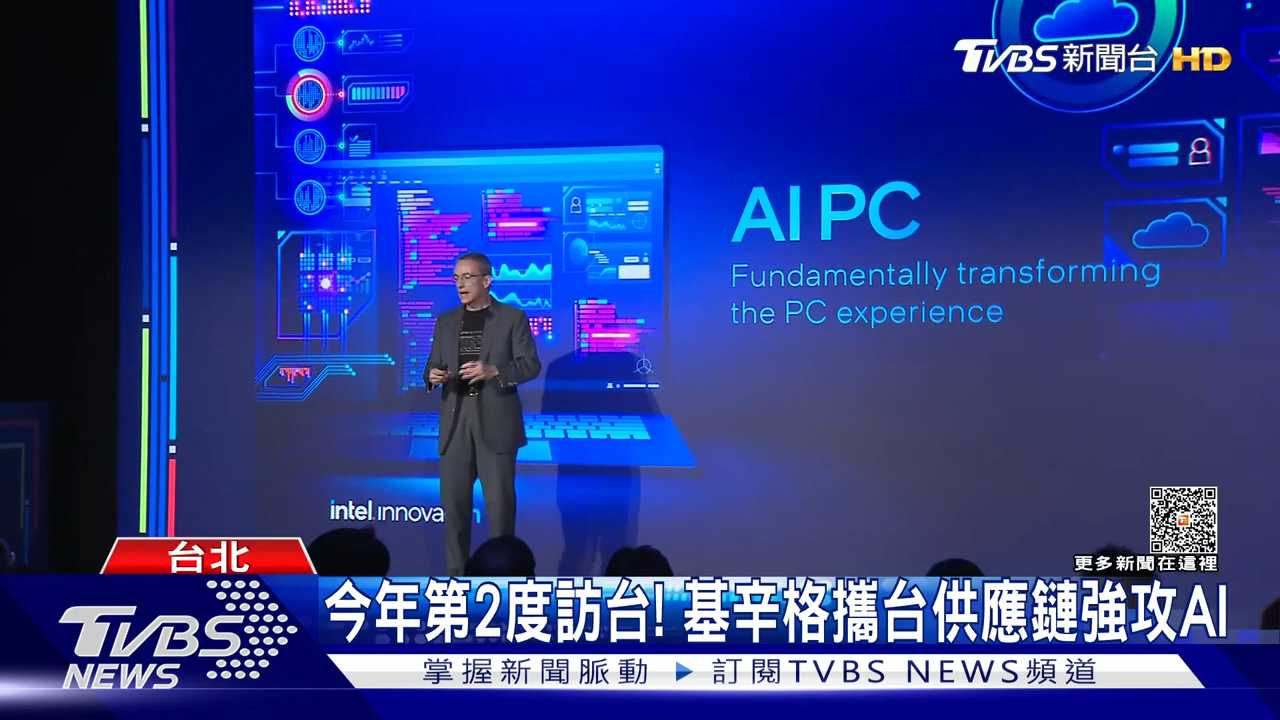 TVBS新聞台 HD
AI PC
Fundamentally transforming
the PC experience
intel innova
更多新聞在這裡
台北
今年第2度訪台! 基辛格攜台供應鏈強攻AI
TVBS
NEWS
掌握新聞脈動 ▶ 訂閱TVBS NEWS頻道